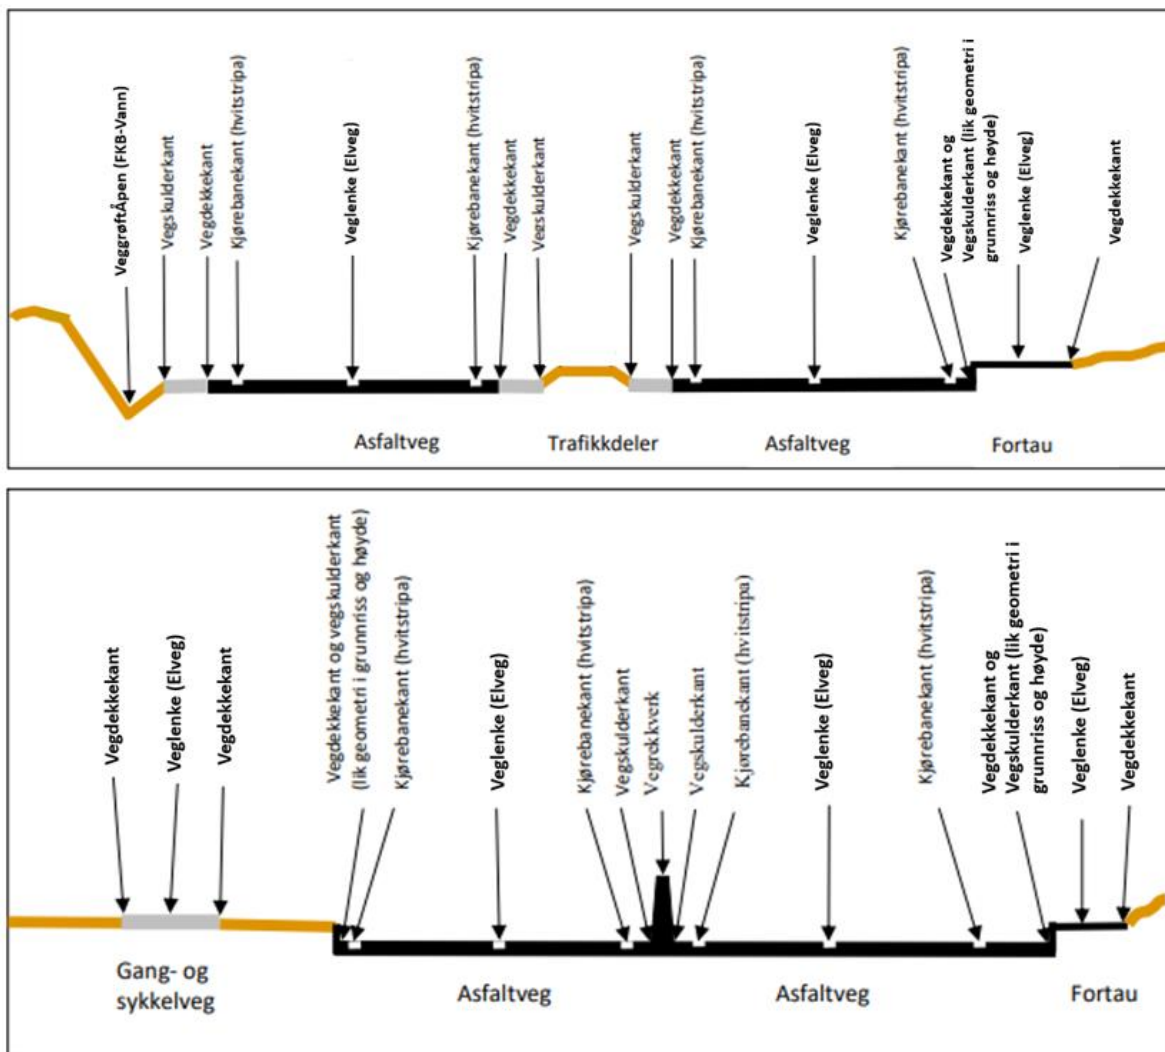 VeggrøftÅpen (FKB-Vann)
Vegskulderkant
Vegdekkekant
Kjørebanekant (hvitstripa)
Veglenke (Elveg)
Kjørebanekant (hvitstripa)
Vegdekkekant
Vegskulderkant
Vegskulderkant
Vegdekkekant
Kjørebanekant (hvitstripa)
Veglenke (Elveg)
Kjørebanekant (hvitstripa)
Vegdekkekant og
Vegskulderkant (lik geometri i
grunnriss og høyde)
Veglenke (Elveg)
Vegdekkekant
Asfaltveg
Trafikkdeler
Asfaltveg
Fortau
Vegdekkekant
Veglenke (Elveg)
Vegdekkekant
Vegdekkekant og vegskulderkant
(lik geometri i grunnriss og høyde)
Kjørebanekant (hvitstripa)
Veglenke (Elveg)
Kjørebanekant (hvitstripa)
Vegskulderkant
Vegrekkverk
Vegskulderkant
Kjørebanekant (hvitstripa)
Veglenke (Elveg)
Kjørebanekant (hvitstripa)
Vegdekkekant og
Vegskulderkant (lik geometri i
grunnriss og høyde)
Veglenke (Elveg)
Vegdekkekant
Gang- og
sykkelveg
Asfaltveg
Asfaltveg
Fortau